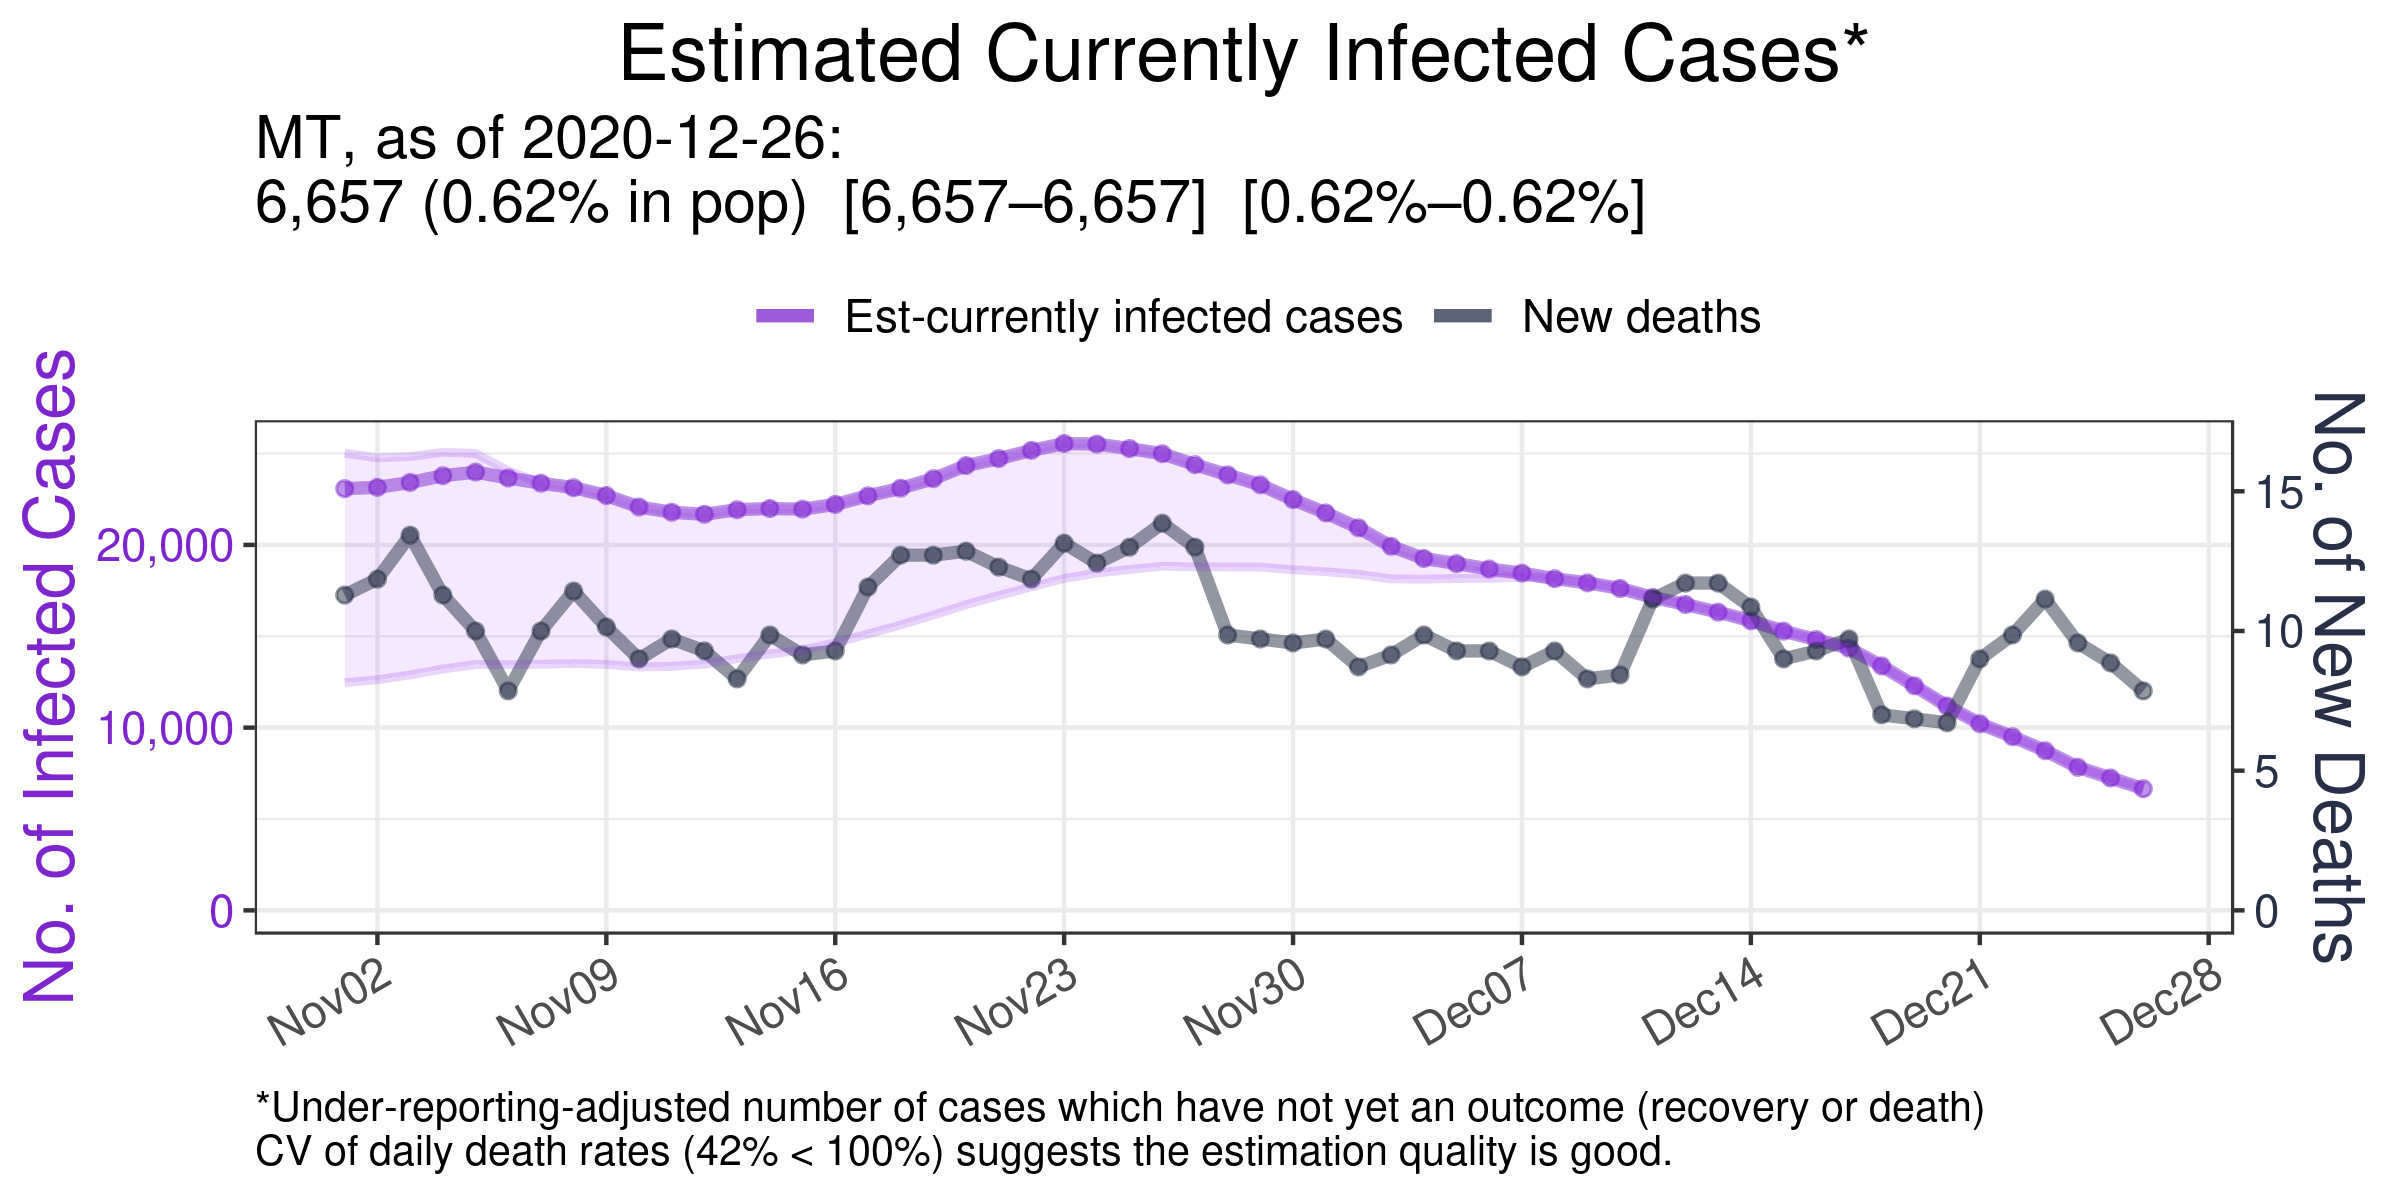 Estimated Currently Infected Cases*
MT, as of 2020-12-26:
6,657 (0.62% in pop)  [6,657–6,657]  [0.62%–0.62%]
Est-currently infected cases
New deaths
No. of Infected Cases
20,000
10,000
0
15
10
5
0
No. of New Deaths
Nov02
Nov09
Nov16
Nov23
Nov30
Dec07
Dec14
Dec21
Dec28
*Under-reporting-adjusted number of cases which have not yet an outcome (recovery or death)
CV of daily death rates (42% < 100%) suggests the estimation quality is good.